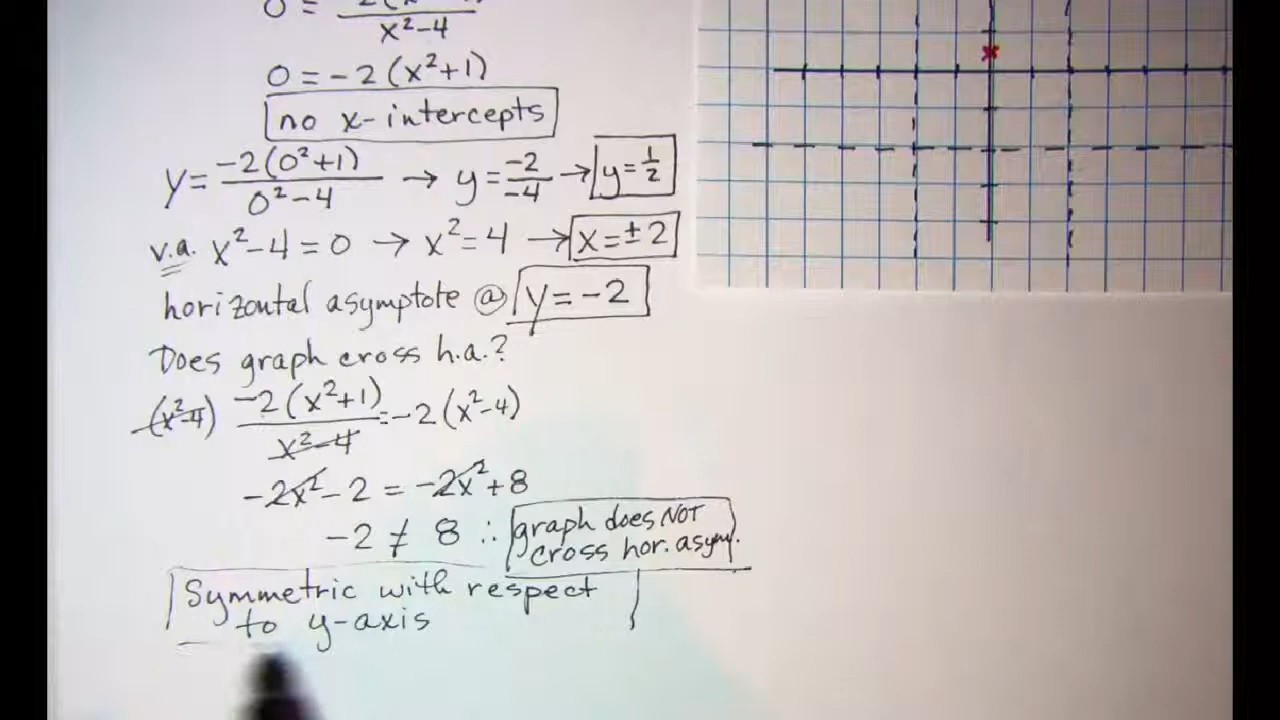 0 =
x²-4
0 = -2(x²+1)
no x-intercepts
y = -2(0²+1)/0²-4 → y = -2/-4 → y = 1/2
v.a. x²-4 = 0 → x² = 4 → x = ±2
horizontal asymptote @ y = -2
Does graph cross h.a.?
(x²-4) -2(x²+1)/x²-4 = -2(x²-4)
-2x²-2 = -2x²+8
-2 ≠ 8 ∴ graph does NOT
cross hor. asym.
Symmetric with respect
to y-axis